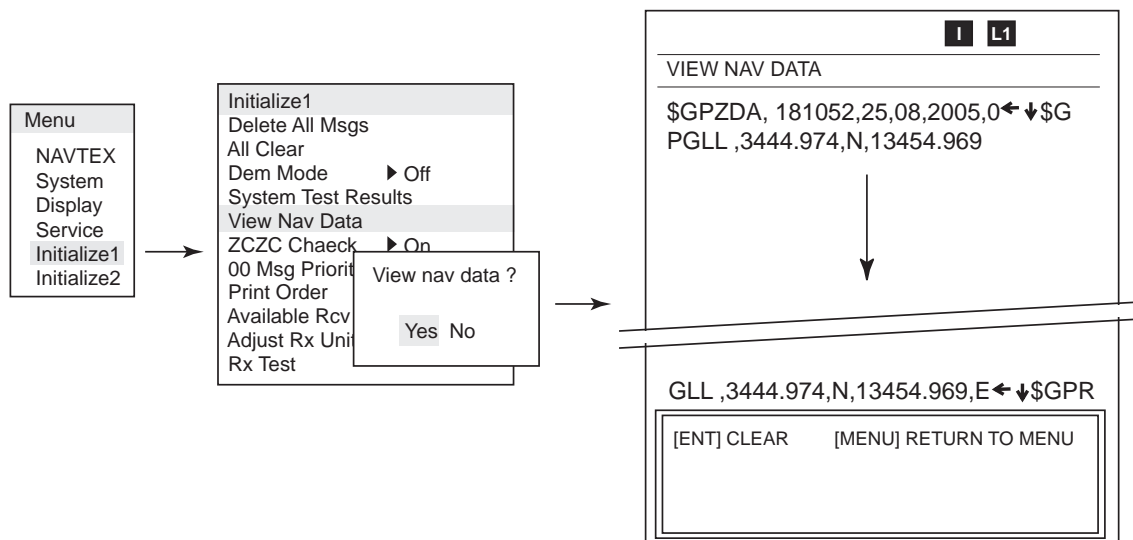 Menu
NAVTEX
System
Display
Service
Initialize1
Initialize2
Initialize1
Delete All Msgs
All Clear
Dem Mode ▶ Off
System Test Results
View Nav Data
ZCZC Chaeck ▶ On
00 Msg Priorit
Print Order
Available Rcv
Adjust Rx Unit
Rx Test
View nav data ?
Yes No
I L1
VIEW NAV DATA
$GPZDA, 181052,25,08,2005,0←↓$G
PGLL ,3444.974,N,13454.969
GLL ,3444.974,N,13454.969,E←↓$GPR
[ENT] CLEAR [MENU] RETURN TO MENU